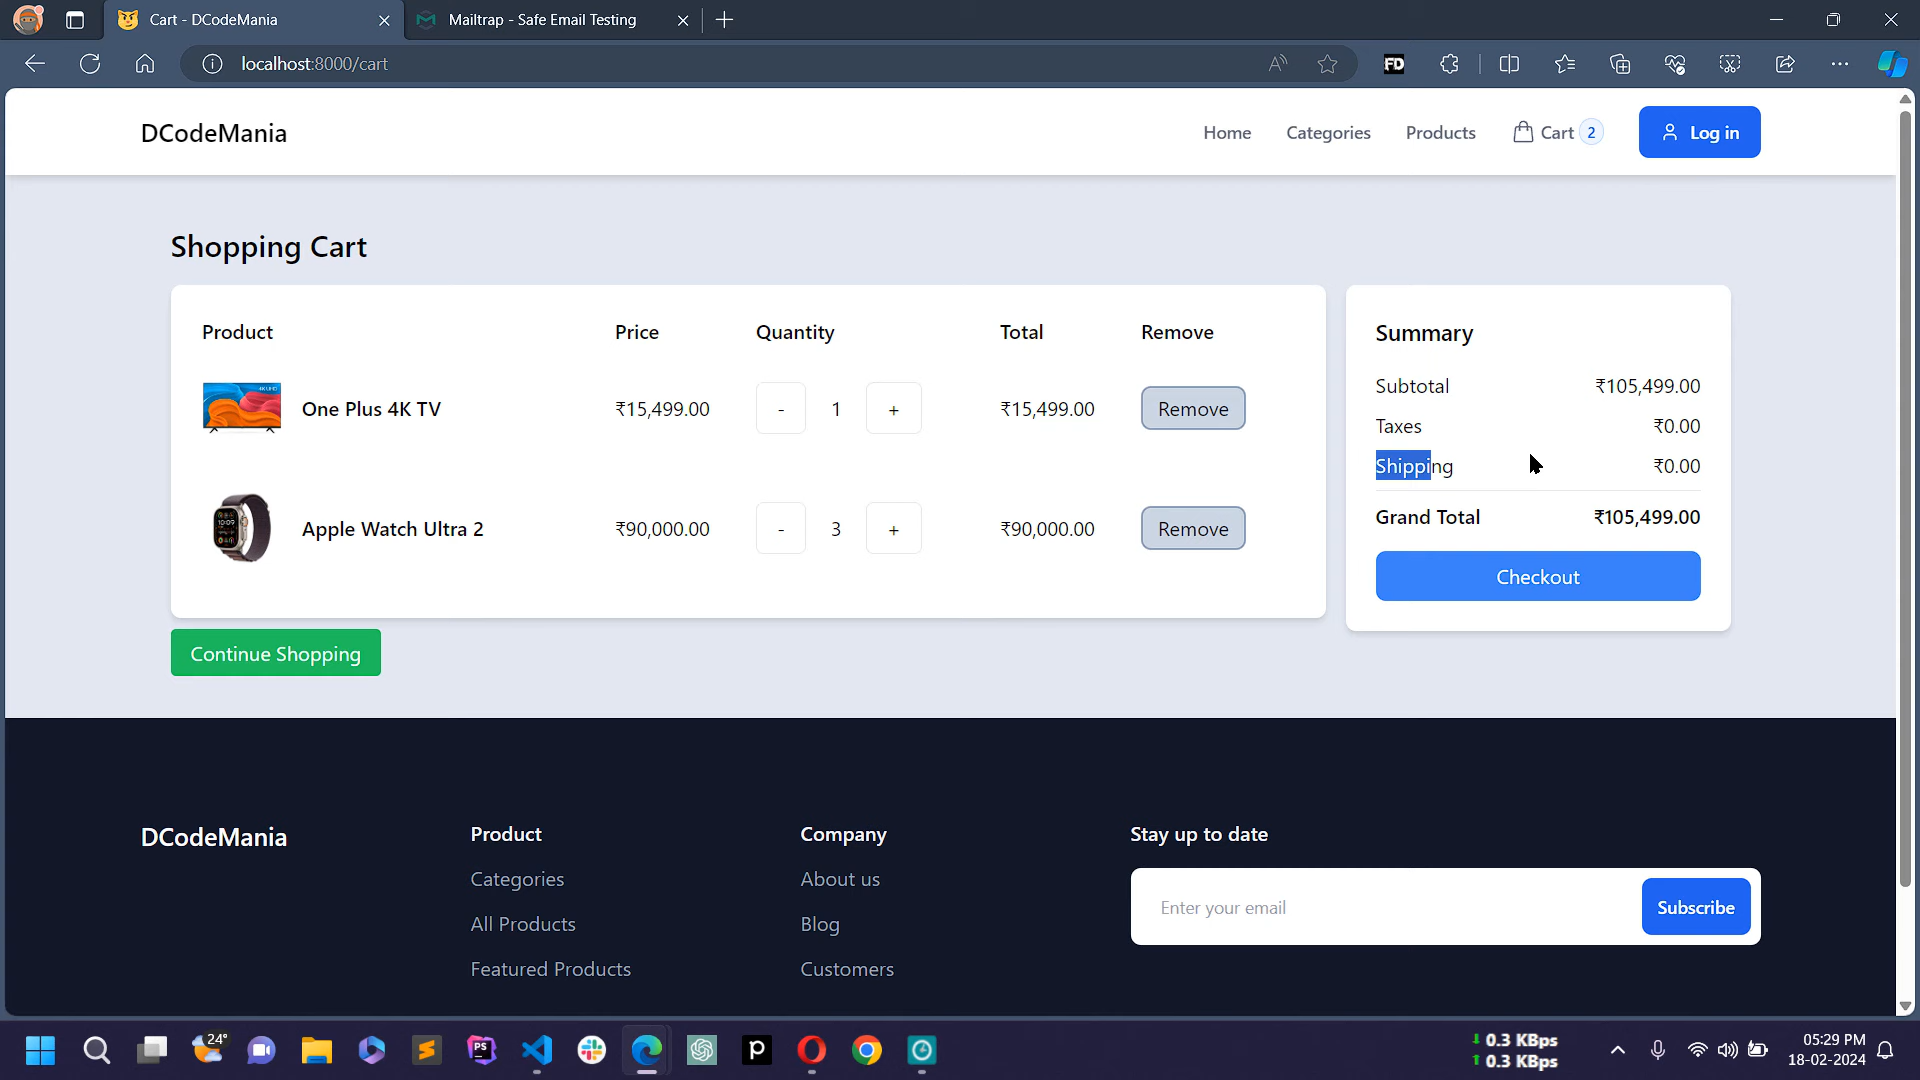 Cart - DCodeMania
Mailtrap - Safe Email Testing
localhost:8000/cart
DCodeMania
Home
Categories
Products
Cart 2
Log in
Shopping Cart
Product Price Quantity Total Remove
One Plus 4K TV ₹15,499.00 - 1 + ₹15,499.00 Remove
Apple Watch Ultra 2 ₹90,000.00 - 3 + ₹90,000.00 Remove
Continue Shopping
Summary
Subtotal ₹105,499.00
Taxes ₹0.00
Shipping ₹0.00
Grand Total ₹105,499.00
Checkout
DCodeMania
Product
Categories
All Products
Featured Products
Company
About us
Blog
Customers
Stay up to date
Enter your email
Subscribe
24°
0.3 KBps
0.3 KBps
05:29 PM
18-02-2024